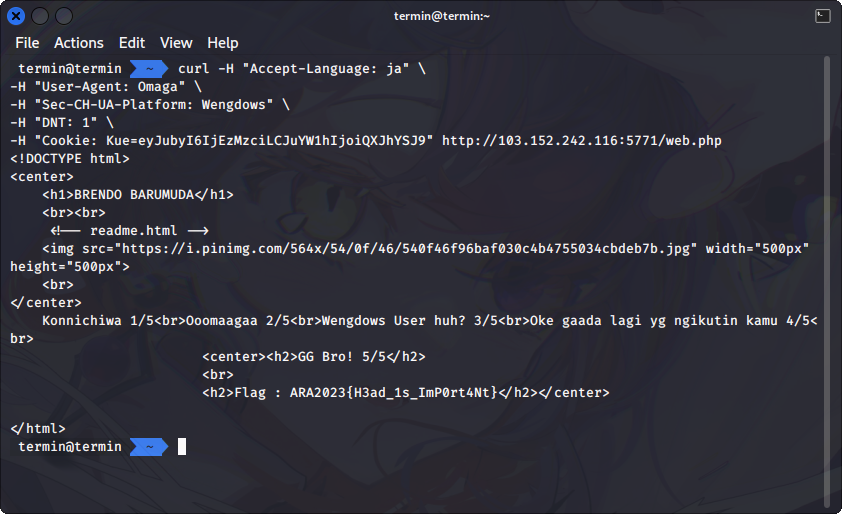 termin@termin:~
File Actions Edit View Help
termin@termin ~ curl -H "Accept-Language: ja" \
-H "User-Agent: Omaga" \
-H "Sec-CH-UA-Platform: Wengdows" \
-H "DNT: 1" \
-H "Cookie: Kue=eyJubyI6IjEzMzciLCJuYW1hIjoiQXJhYSJ9" http://103.152.242.116:5771/web.php
<!DOCTYPE html>
<center>
    <h1>BRENDO BARUMUDA</h1>
    <br><br>
     <!-- readme.html -->
    <img src="https://i.pinimg.com/564x/54/0f/46/540f46f96baf030c4b4755034cbdeb7b.jpg" width="500px"
height="500px">
    <br>
</center>
    Konnichiwa 1/5<br>Ooomaagaa 2/5<br>Wengdows User huh? 3/5<br>Oke gaada lagi yg ngikutin kamu 4/5<
br>
                        <center><h2>GG Bro! 5/5</h2>
                        <br>
                        <h2>Flag : ARA2023{H3ad_1s_ImP0rt4Nt}</h2></center>
</html>
termin@termin ~